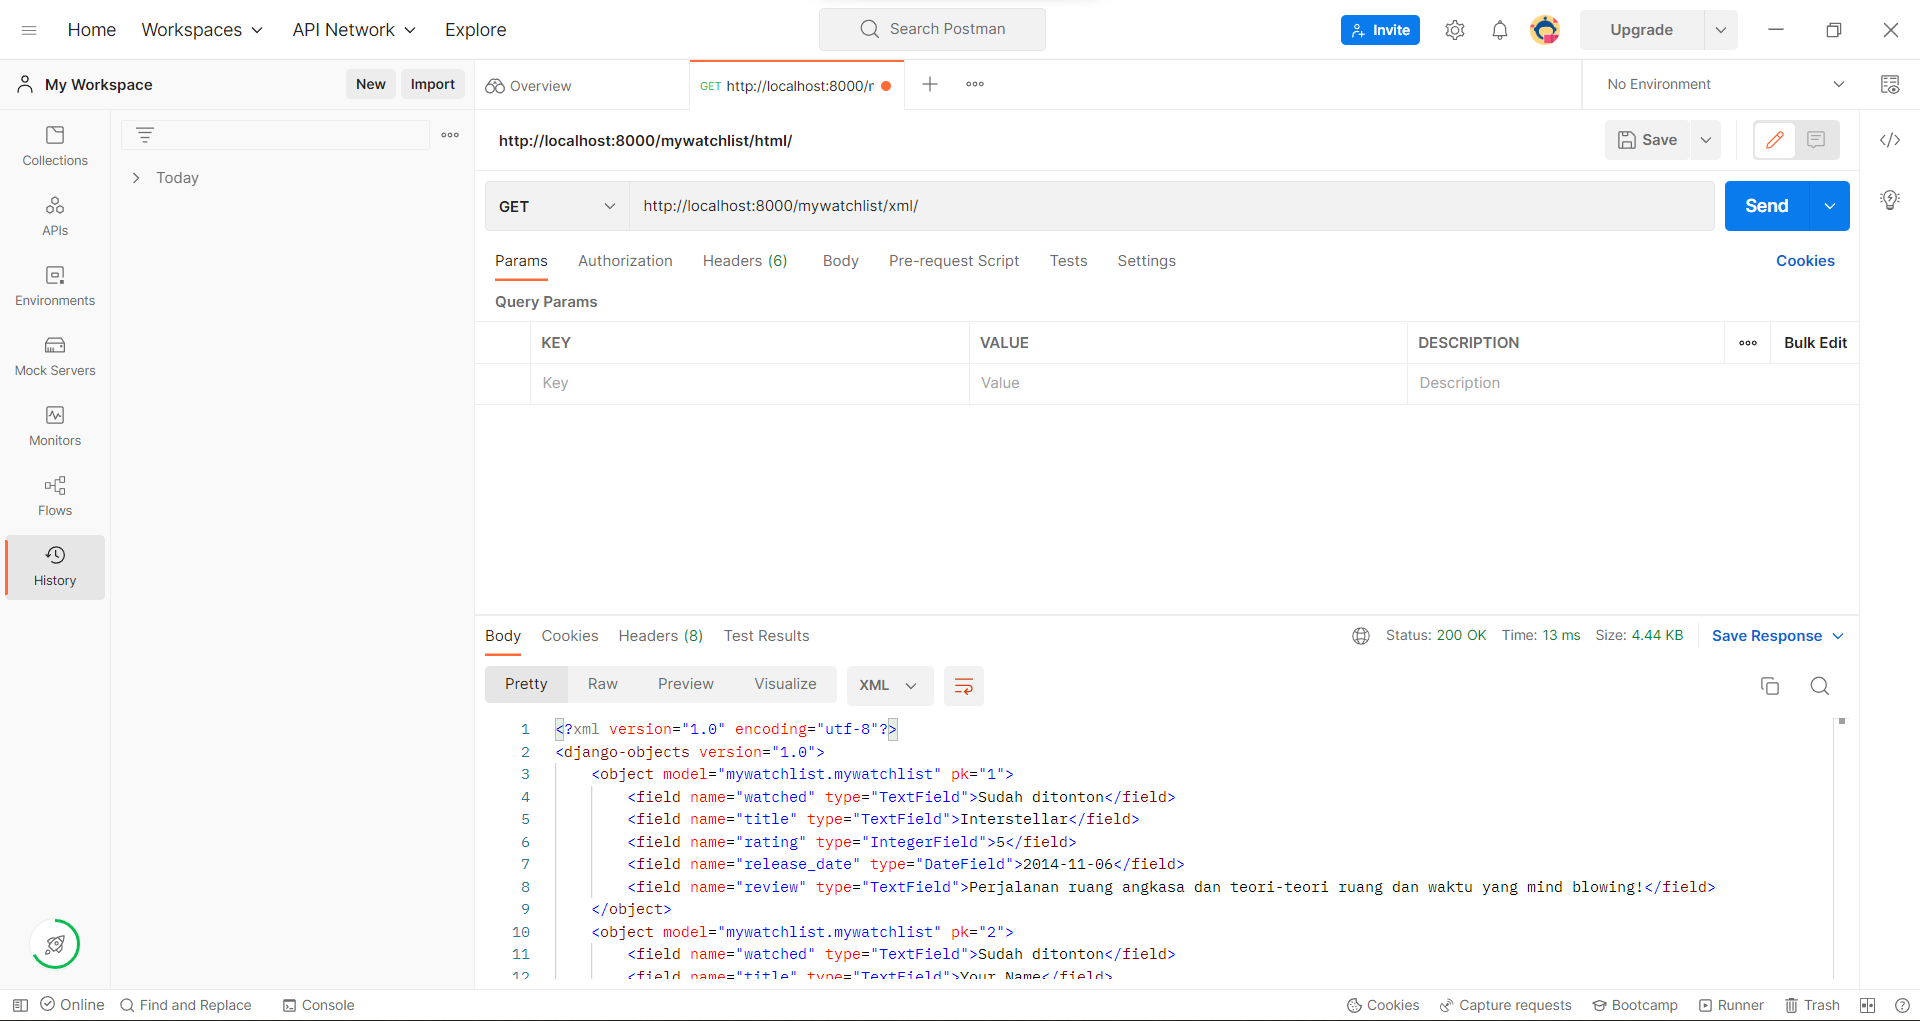 Home Workspaces API Network Explore Search Postman Invite Upgrade
My Workspace New Import Overview GET http://localhost:8000/r No Environment
Collections
Today
APIs
Environments
Mock Servers
Monitors
Flows
History
http://localhost:8000/mywatchlist/html/ Save
GET http://localhost:8000/mywatchlist/xml/ Send
Params Authorization Headers (6) Body Pre-request Script Tests Settings Cookies
Query Params
KEY VALUE DESCRIPTION Bulk Edit
Key Value Description
Body Cookies Headers (8) Test Results Status: 200 OK Time: 13 ms Size: 4.44 KB Save Response
Pretty Raw Preview Visualize XML
1 <?xml version="1.0" encoding="utf-8"?>
2 <django-objects version="1.0">
3 <object model="mywatchlist.mywatchlist" pk="1">
4 <field name="watched" type="TextField">Sudah ditonton</field>
5 <field name="title" type="TextField">Interstellar</field>
6 <field name="rating" type="IntegerField">5</field>
7 <field name="release_date" type="DateField">2014-11-06</field>
8 <field name="review" type="TextField">Perjalanan ruang angkasa dan teori-teori ruang dan waktu yang mind blowing!</field>
9 </object>
10 <object model="mywatchlist.mywatchlist" pk="2">
11 <field name="watched" type="TextField">Sudah ditonton</field>
12 <field name="title" type="TextField">Your Name</field>
Online Find and Replace Console Cookies Capture requests Bootcamp Runner Trash